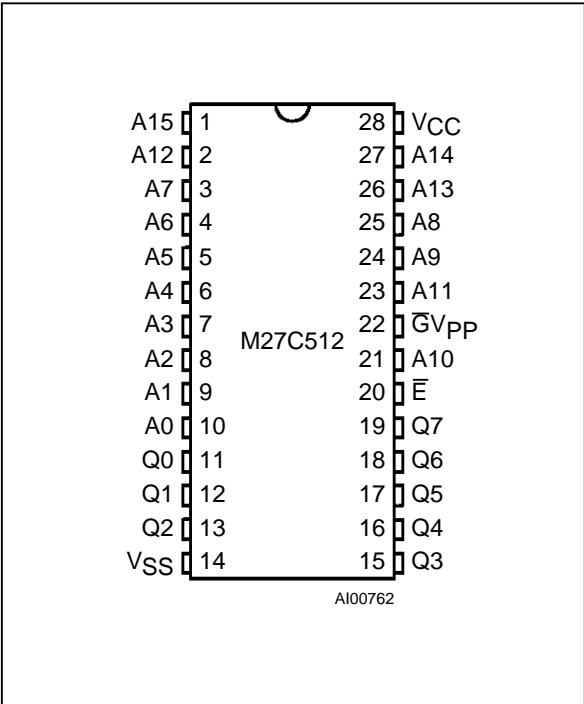 A15 1 28 VCC
A12 2 27 A14
A7 3 26 A13
A6 4 25 A8
A5 5 24 A9
A4 6 23 A11
A3 7 22 G̅VPP
M27C512
A2 8 21 A10
A1 9 20 E̅
A0 10 19 Q7
Q0 11 18 Q6
Q1 12 17 Q5
Q2 13 16 Q4
VSS 14 15 Q3
AI00762